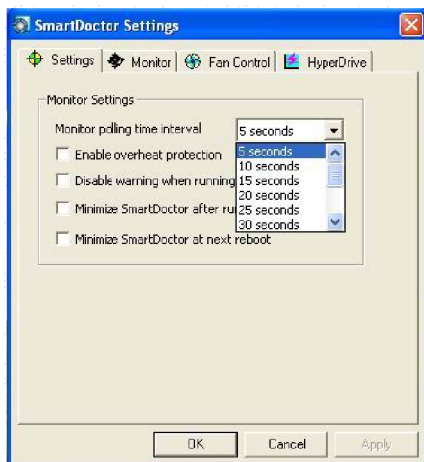 SmartDoctor Settings
Settings Monitor Fan Control HyperDrive
Monitor Settings
Monitor polling time interval 5 seconds
5 seconds
Enable overheat protection
10 seconds
Disable warning when running 15 seconds
20 seconds
Minimize SmartDoctor after ru 25 seconds
30 seconds
Minimize SmartDoctor at next reboot
OK Cancel Apply